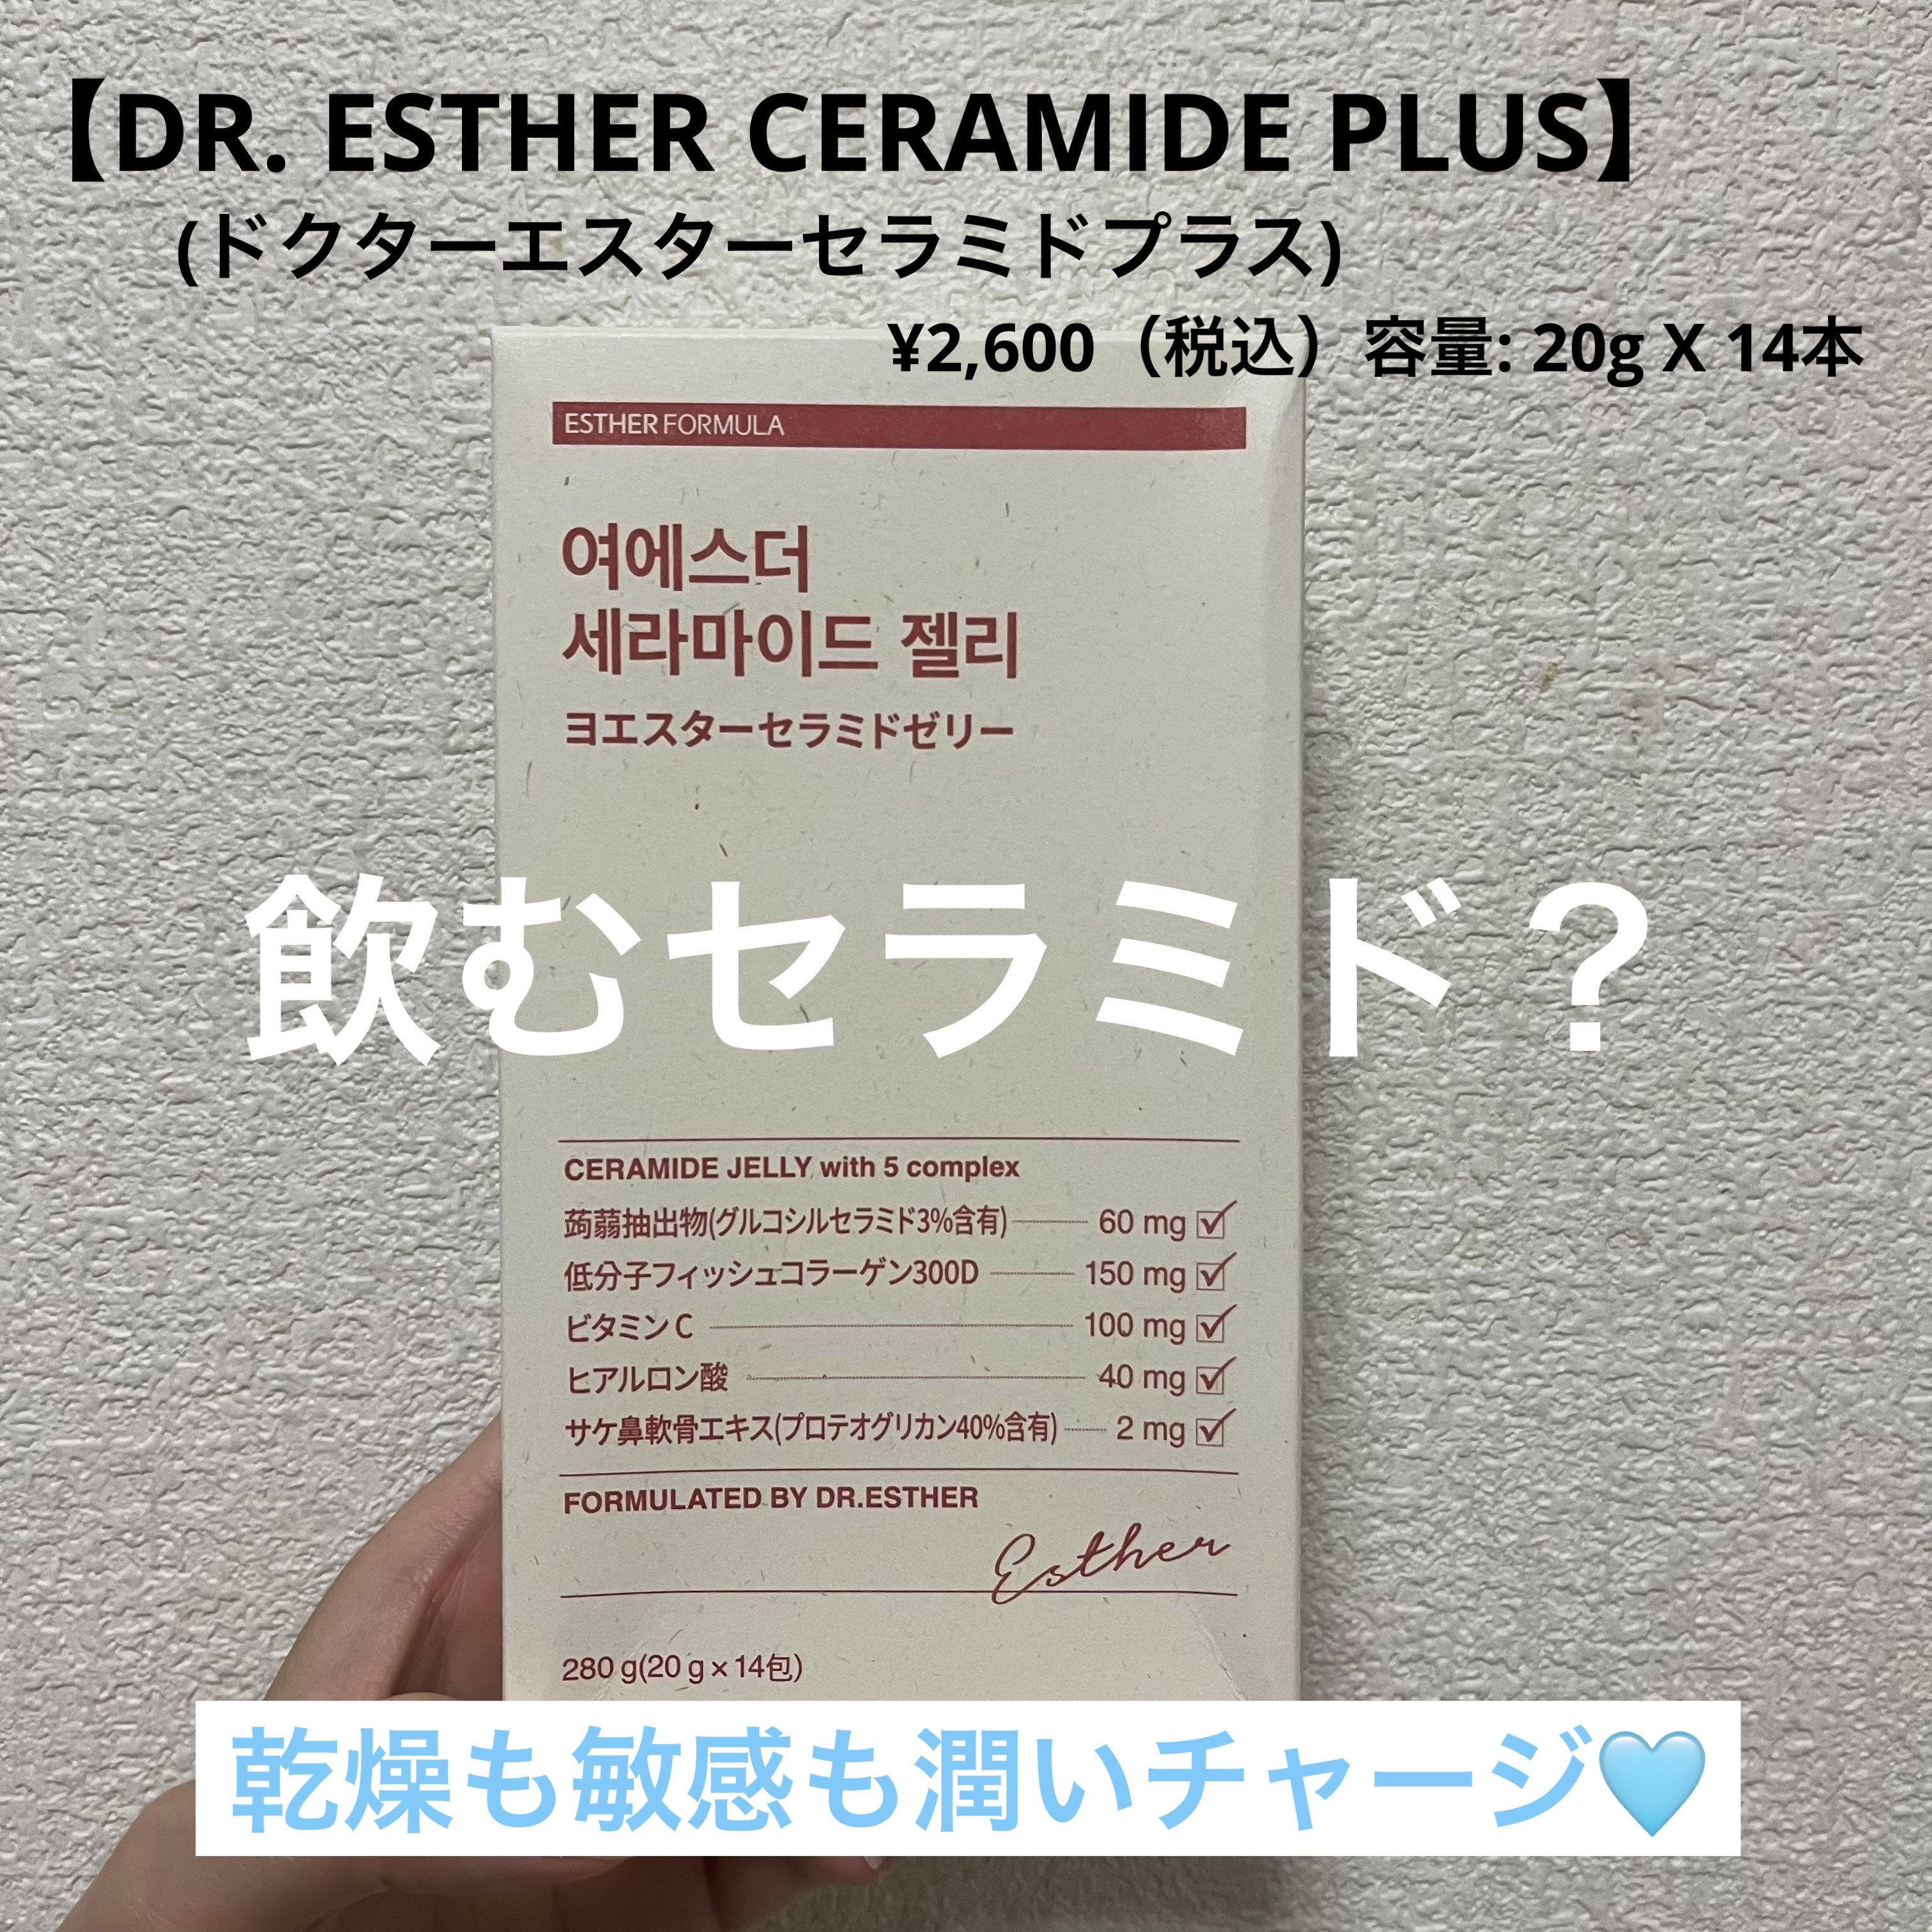 【DR. ESTHER CERAMIDE PLUS】
(ドクターエスターセラミドプラス)
¥2,600（税込）容量: 20g X 14本
ESTHER FORMULA
여에스더
세라마이드 젤리
ヨエスターセラミドゼリー
飲むセラミド？
CERAMIDE JELLY with 5 complex
蒟蒻抽出物(グルコシルセラミド3%含有) 60 mg
低分子フィッシュコラーゲン300D 150 mg
ビタミンC 100 mg
ヒアルロン酸 40 mg
サケ鼻軟骨エキス(プロテオグリカン40%含有) 2 mg
FORMULATED BY DR.ESTHER
Esther
280 g(20 g × 14包)
乾燥も敏感も潤いチャージ🩵